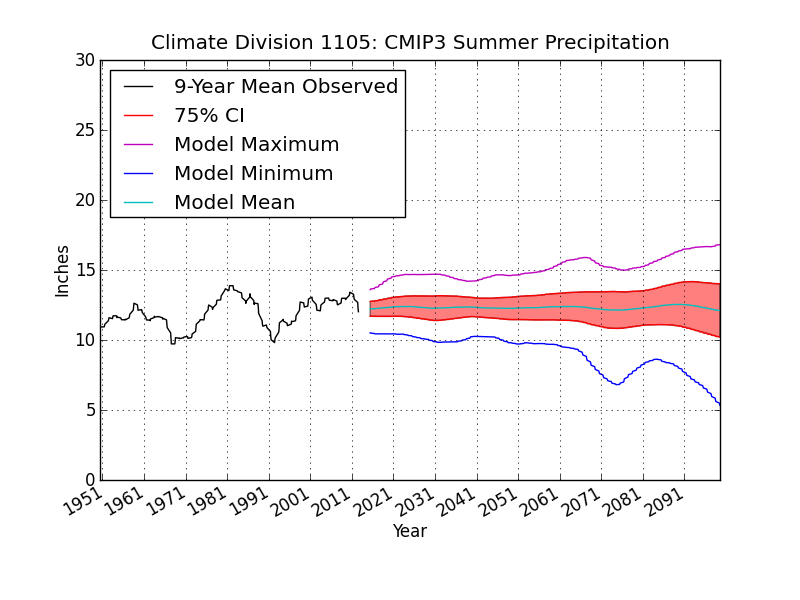 Climate Division 1105: CMIP3 Summer Precipitation
30
25
20
15
10
5
0
Inches
9-Year Mean Observed
75% CI
Model Maximum
Model Minimum
Model Mean
1951 1961 1971 1981 1991 2001 2011 2021 2031 2041 2051 2061 2071 2081 2091
Year